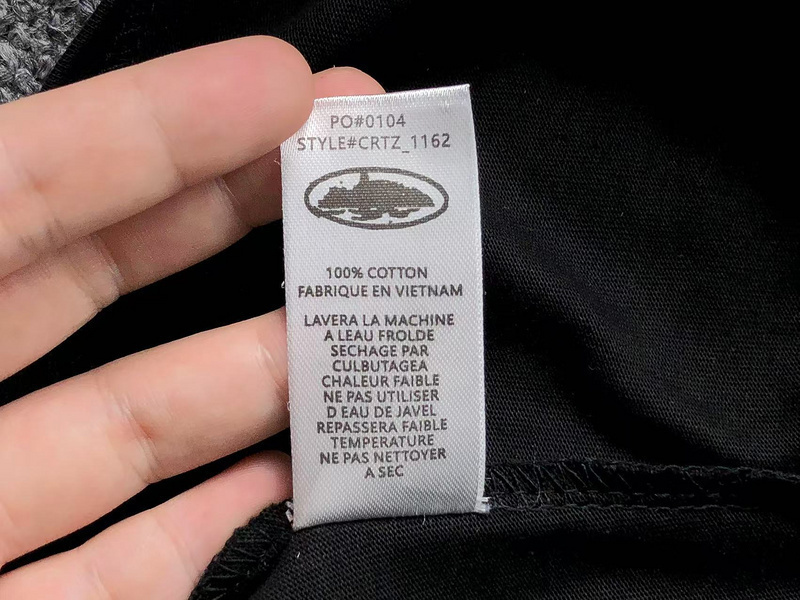 PO#0104
STYLE#CRTZ_1162
100% COTTON
FABRIQUE EN VIETNAM
LAVERA LA MACHINE
A LEAU FROLDE
SECHAGE PAR
CULBUTAGEA
CHALEUR FAIBLE
NE PAS UTILISER
D EAU DE JAVEL
REPASSERA FAIBLE
TEMPERATURE
NE PAS NETTOYER
A SEC